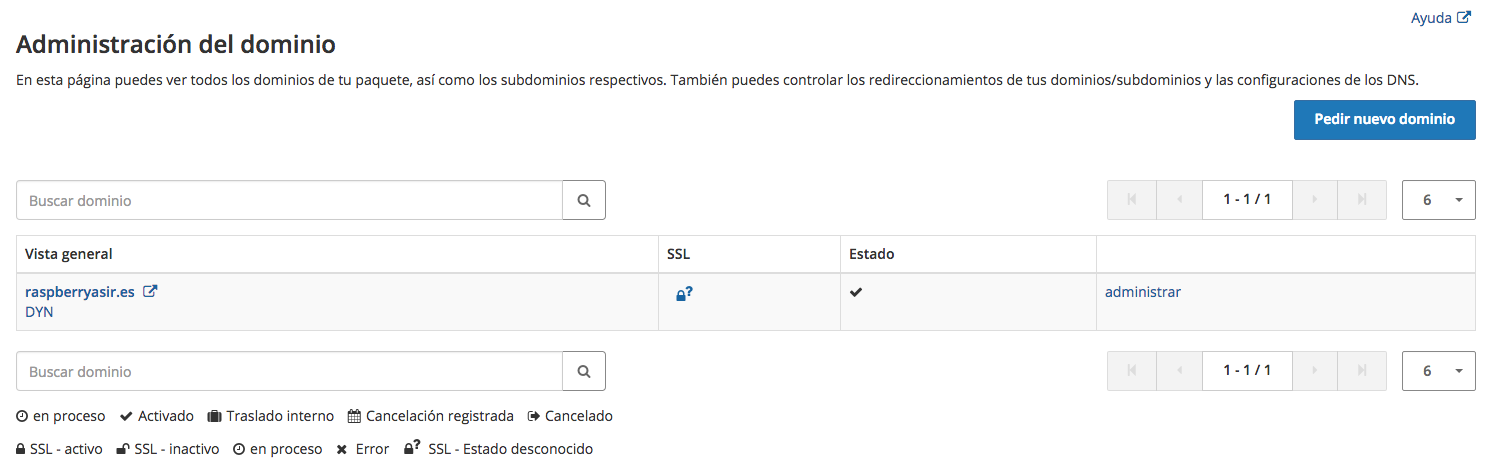 Ayuda
Administración del dominio
En esta página puedes ver todos los dominios de tu paquete, así como los subdominios respectivos. También puedes controlar los redireccionamientos de tus dominios/subdominios y las configuraciones de los DNS.
Pedir nuevo dominio
Buscar dominio 1 - 1 / 1 6
Vista general SSL Estado
raspberryasir.es ? administrar
DYN
Buscar dominio 1 - 1 / 1 6
en proceso Activado Traslado interno Cancelación registrada Cancelado
SSL - activo SSL - inactivo en proceso Error ? SSL - Estado desconocido